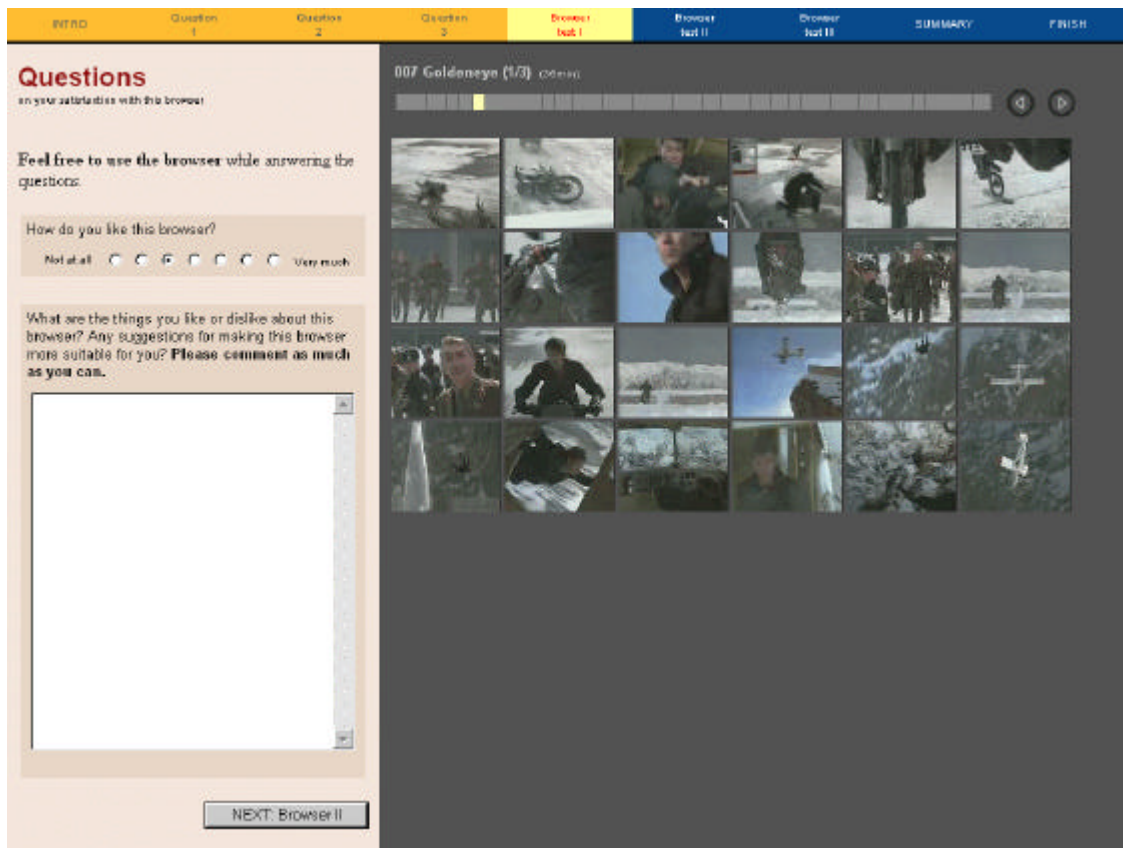 INTRO
Question
1
Question
2
Question
3
Browser
test I
Browser
test II
Browser
test III
SUMMARY
FINISH
Questions
on your satisfaction with this browser
Feel free to use the browser while answering the
questions.
How do you like this browser?
Not at all
Very much
What are the things you like or dislike about this
browser? Any suggestions for making this browser
more suitable for you? Please comment as much
as you can.
NEXT: Browser II
007 Goldeneye (1/3)